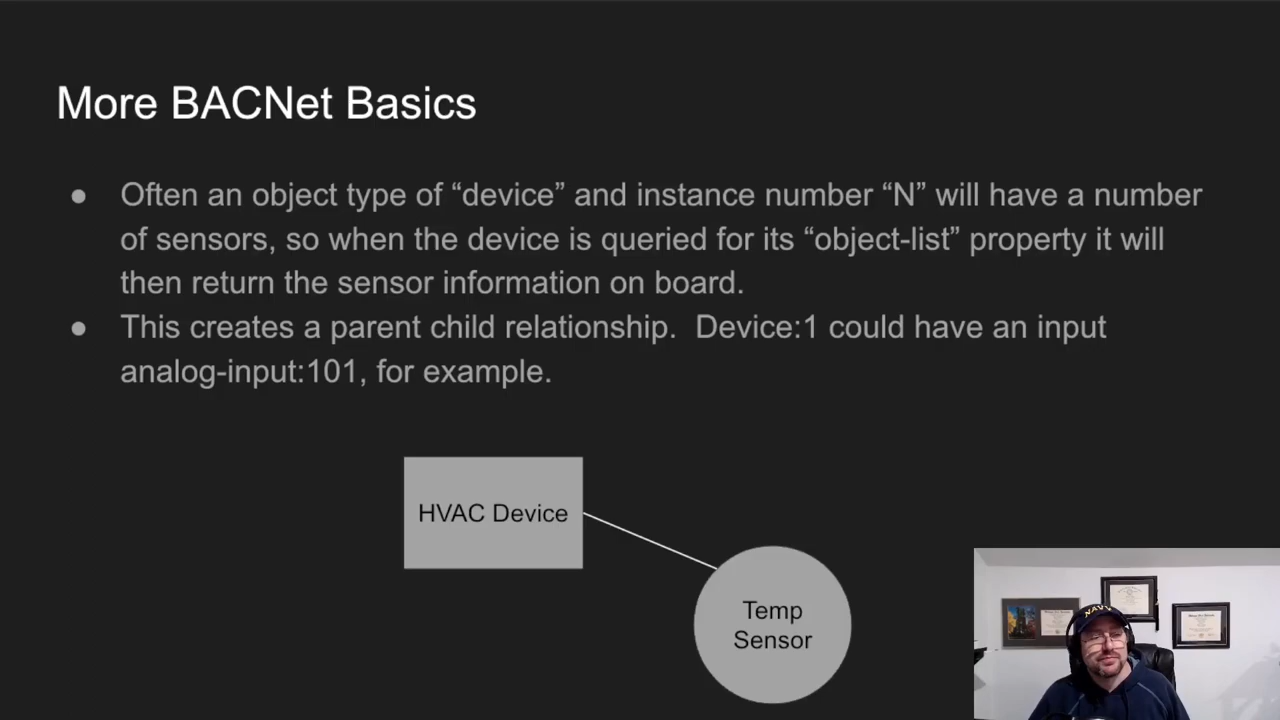 More BACNet Basics
● Often an object type of “device” and instance number “N” will have a number
of sensors, so when the device is queried for its “object-list” property it will
then return the sensor information on board.
● This creates a parent child relationship.  Device:1 could have an input
analog-input:101, for example.
HVAC Device
Temp
Sensor
NAVY